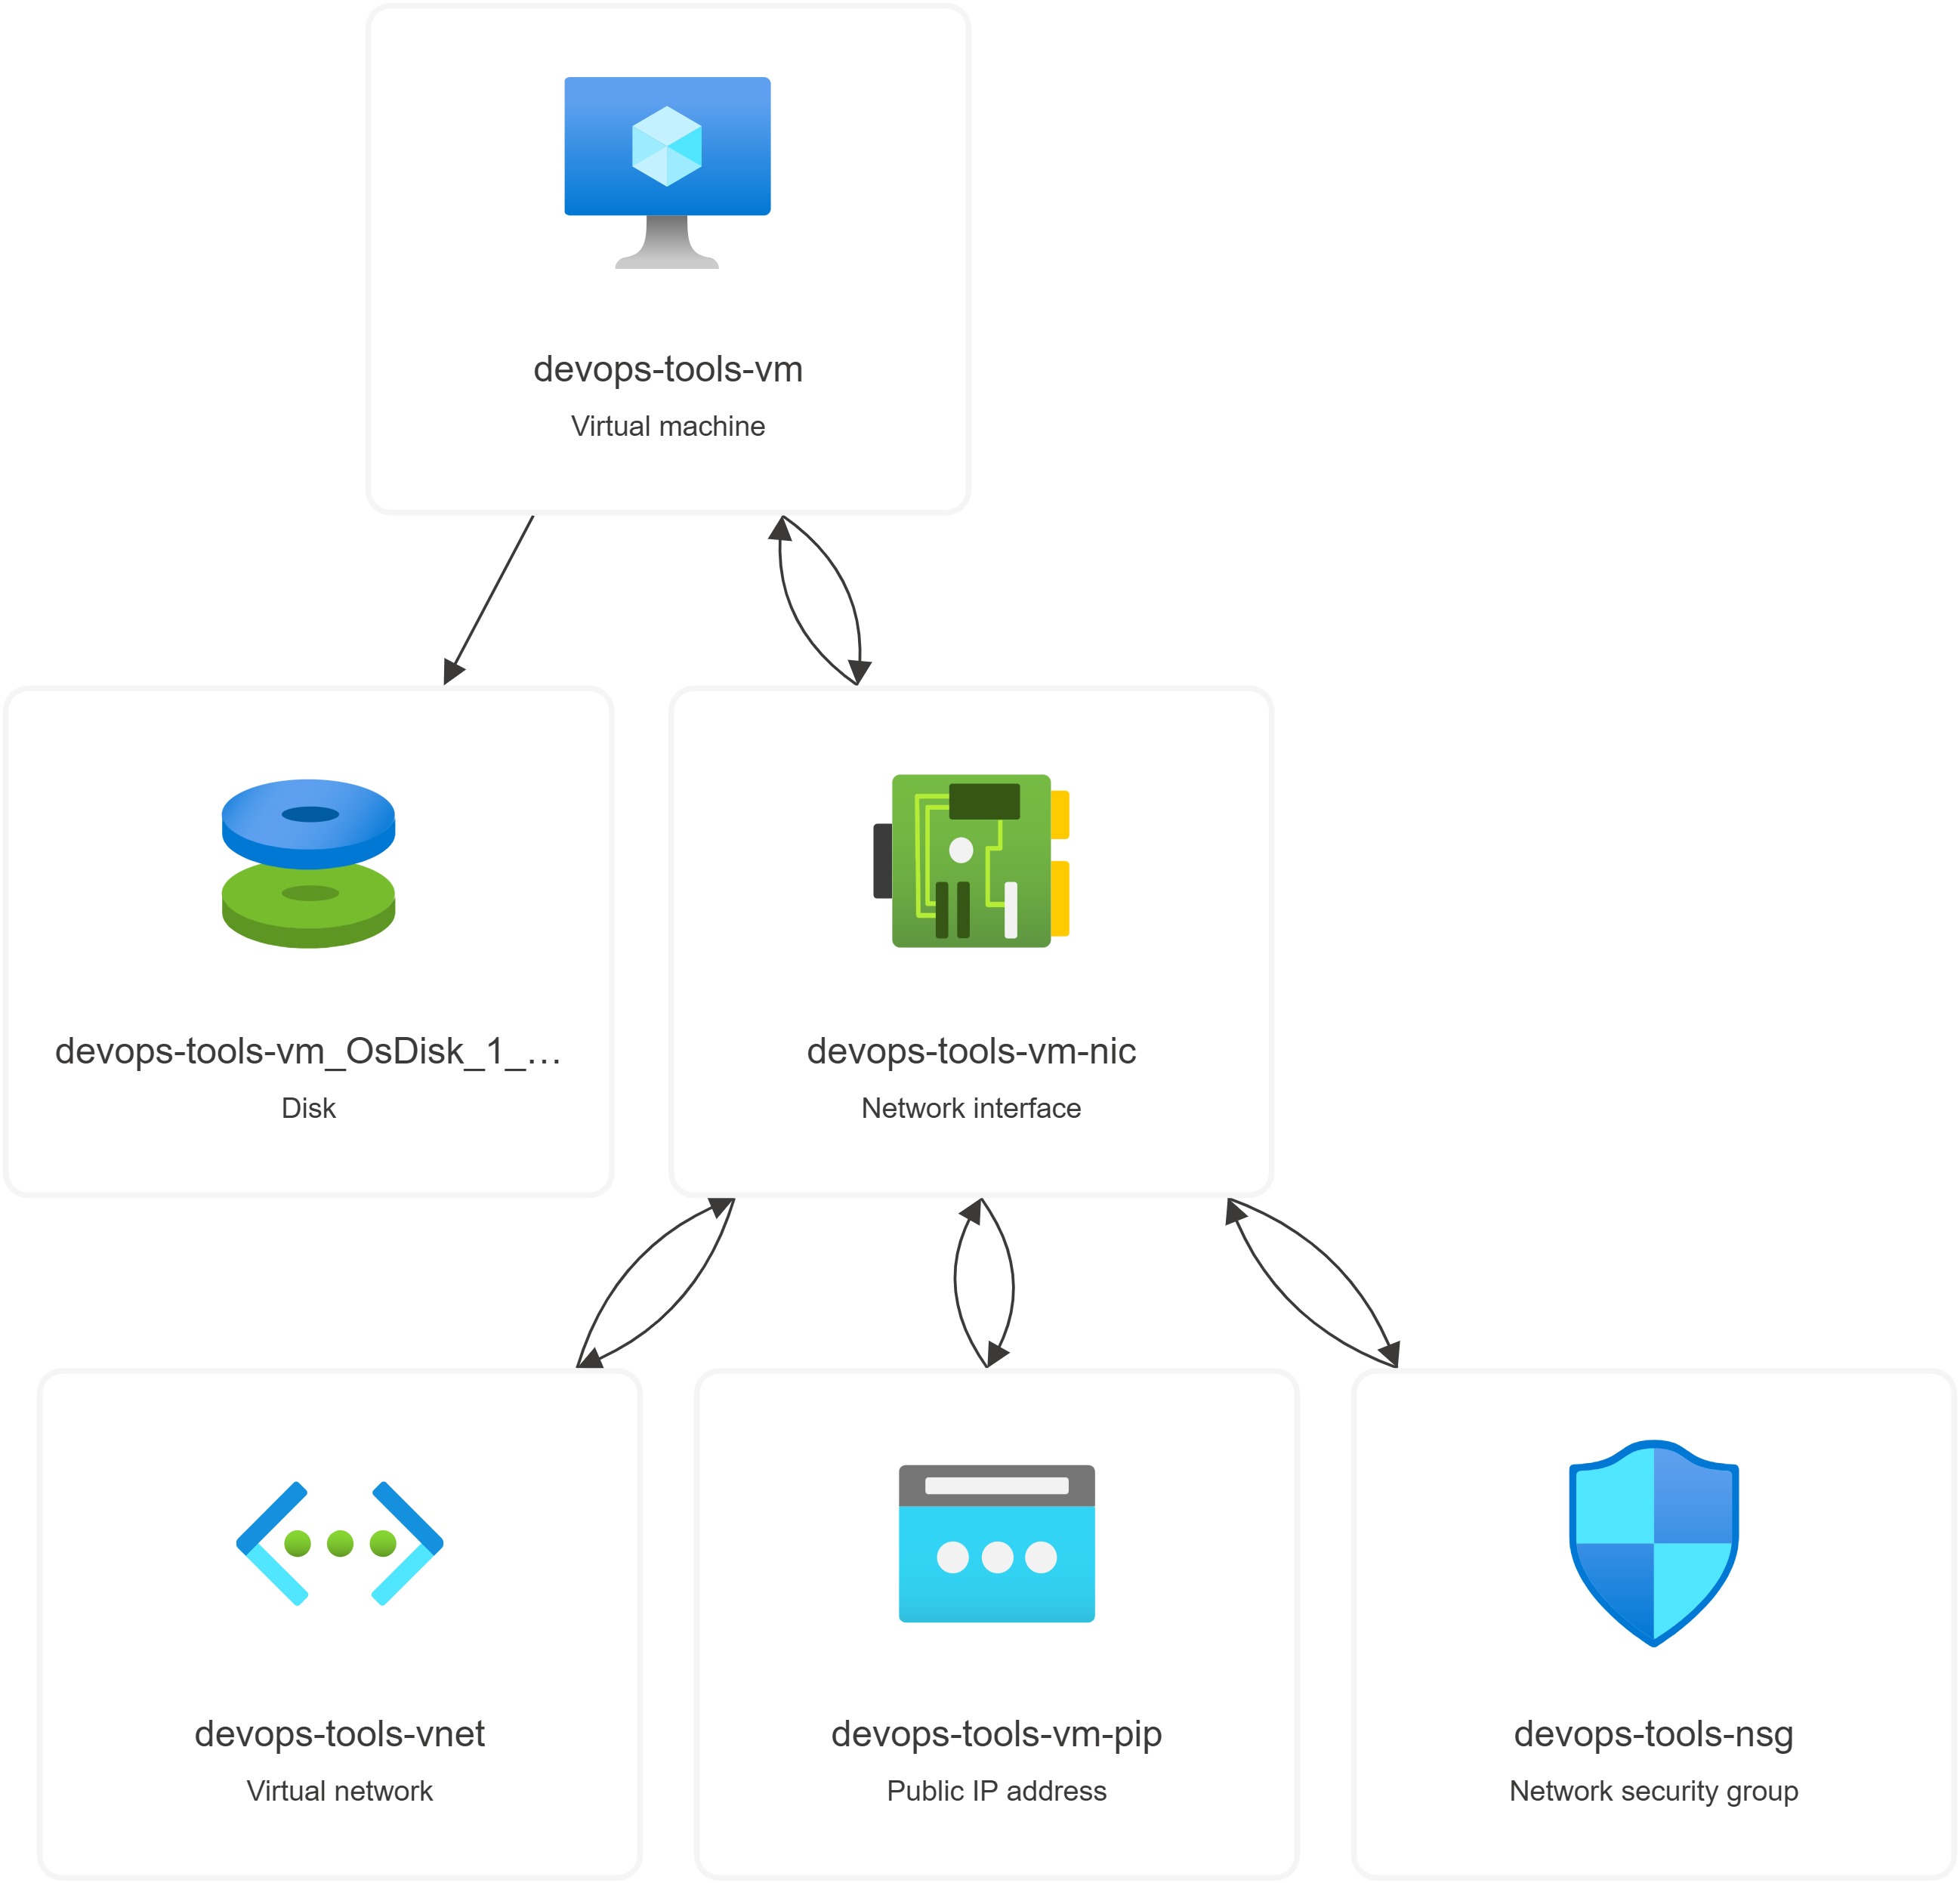 devops-tools-vm
Virtual machine
devops-tools-vm_OsDisk_1_…
Disk
devops-tools-vm-nic
Network interface
devops-tools-vnet
Virtual network
devops-tools-vm-pip
Public IP address
devops-tools-nsg
Network security group